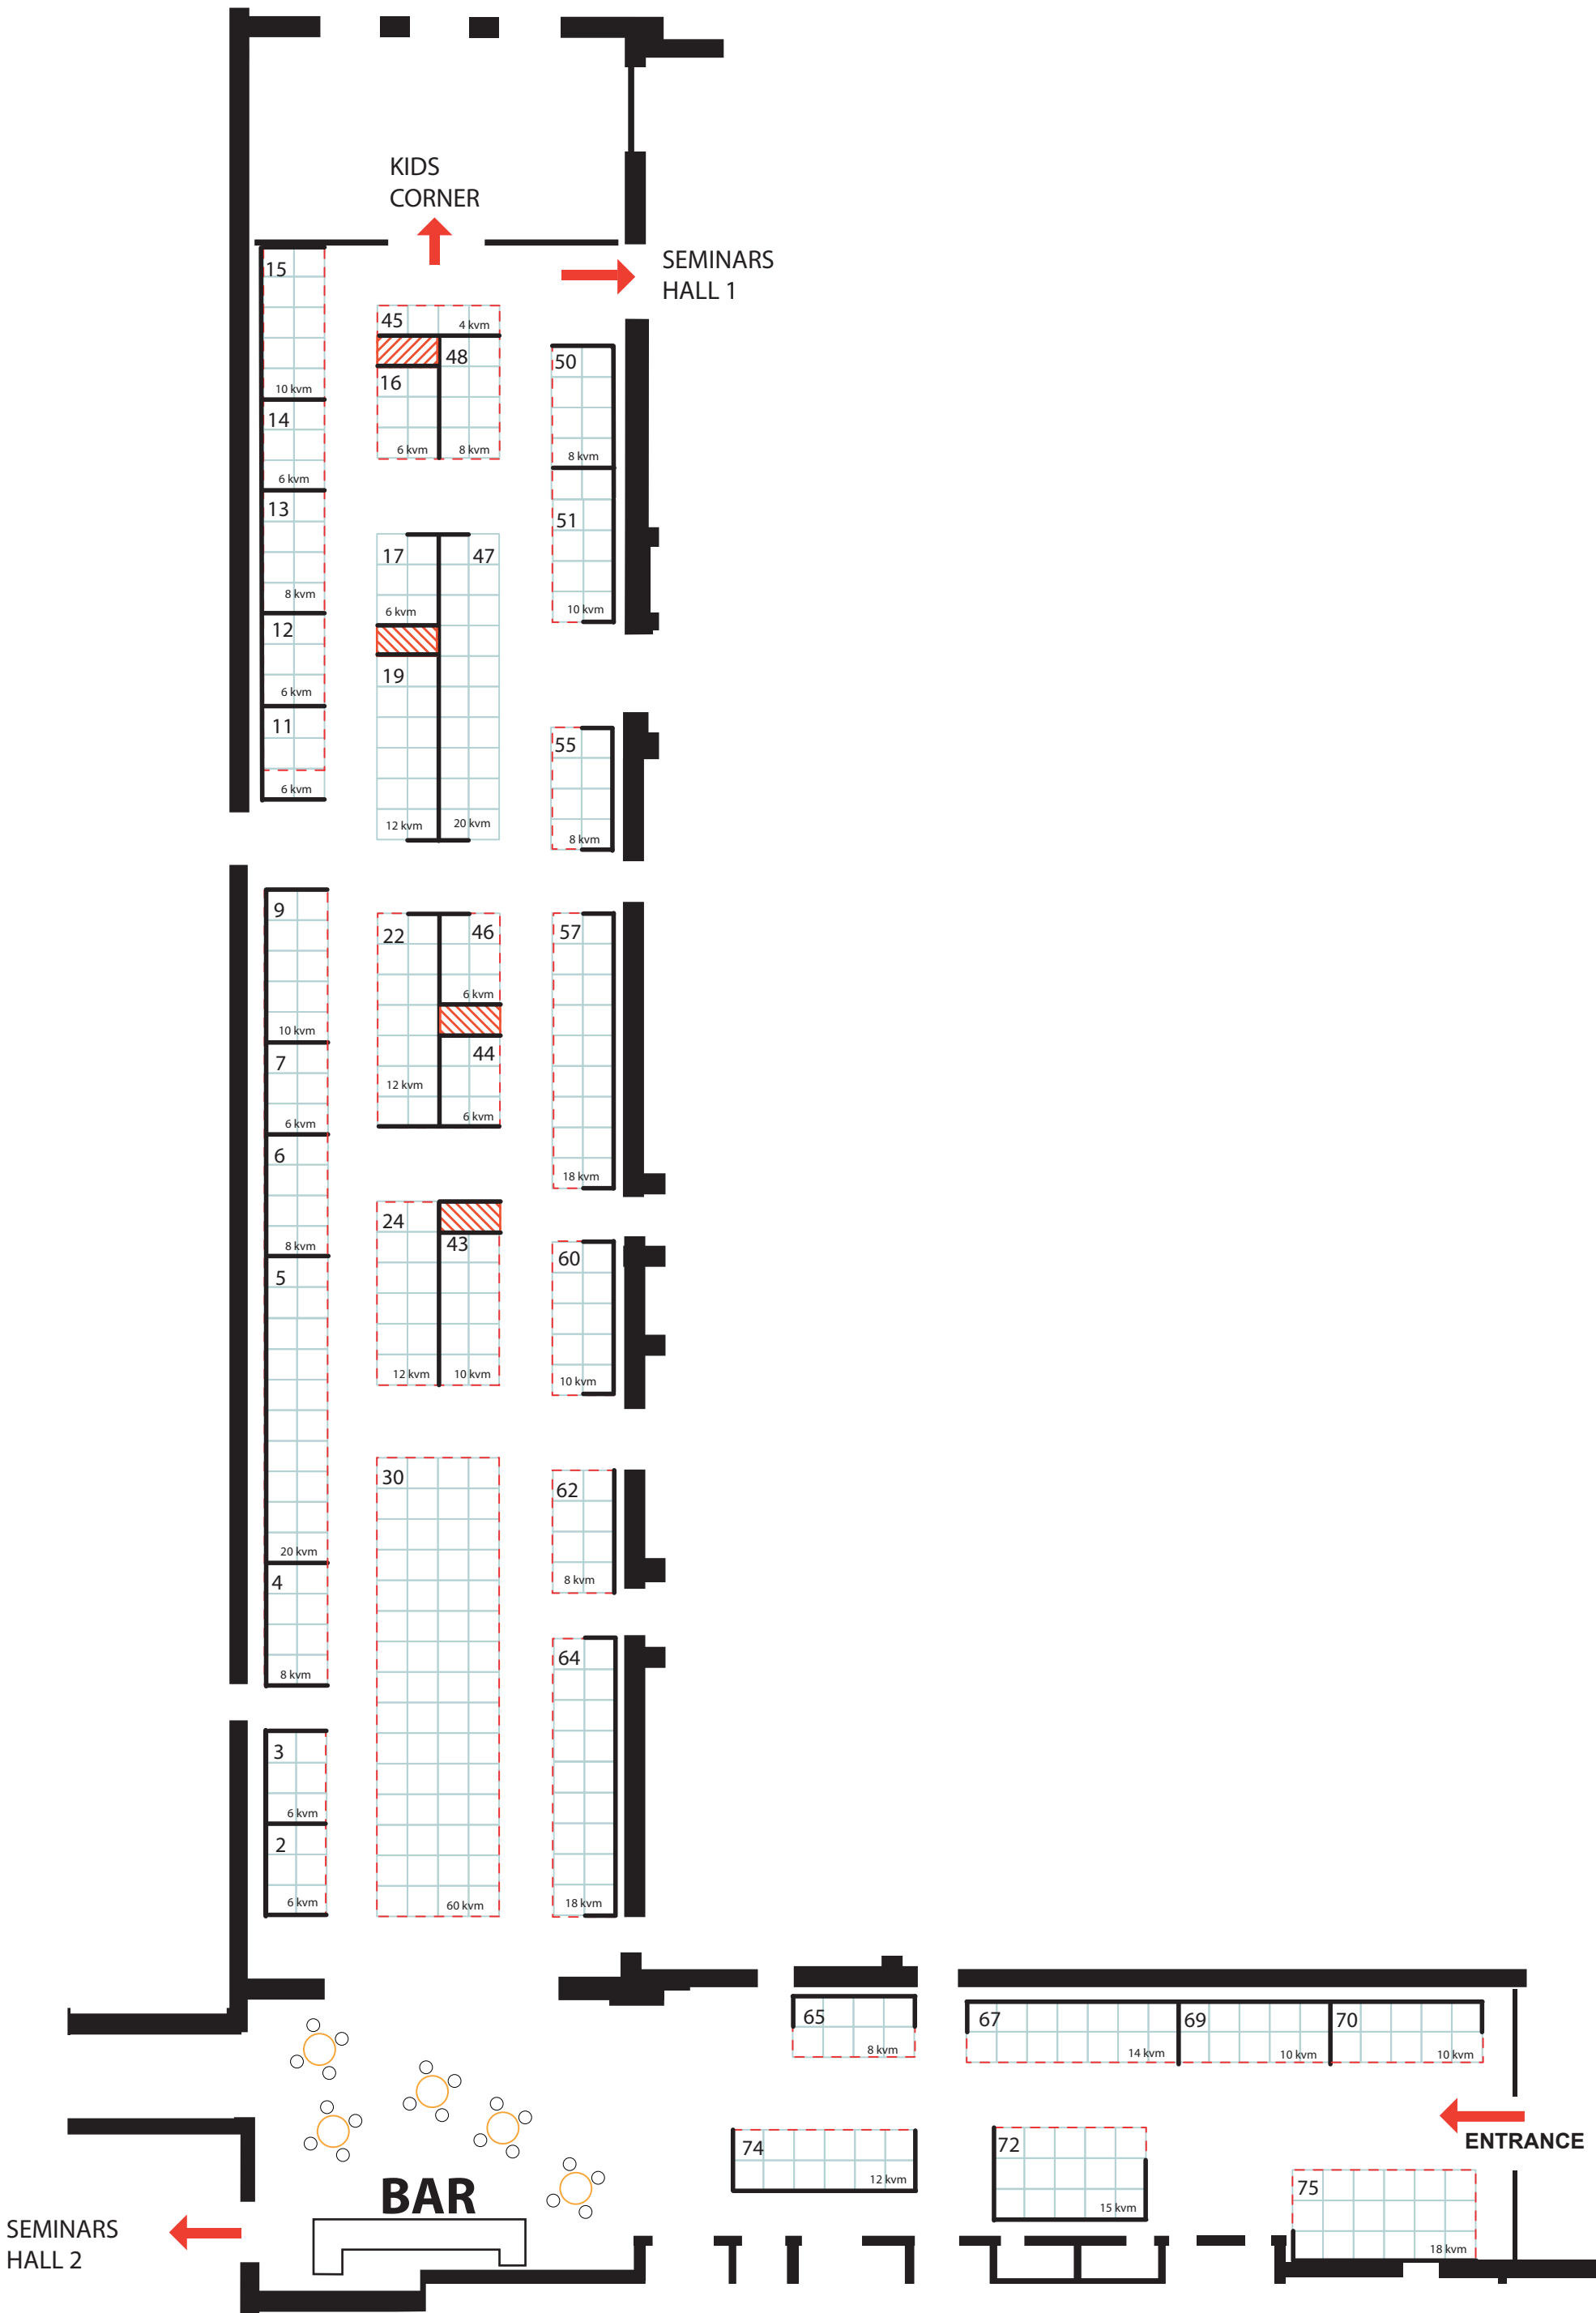 KIDS
CORNER
SEMINARS
HALL 1
15
10 kvm
14
6 kvm
13
8 kvm
12
6 kvm
11
6 kvm
45
4 kvm
48
16
6 kvm
8 kvm
50
8 kvm
51
10 kvm
17
47
6 kvm
19
12 kvm
20 kvm
55
8 kvm
9
10 kvm
7
6 kvm
6
8 kvm
5
20 kvm
4
8 kvm
22
46
6 kvm
44
12 kvm
6 kvm
57
18 kvm
24
43
12 kvm
10 kvm
60
10 kvm
30
60 kvm
62
8 kvm
64
18 kvm
3
6 kvm
2
6 kvm
65
8 kvm
67
14 kvm
69
10 kvm
70
10 kvm
ENTRANCE
74
12 kvm
72
15 kvm
75
18 kvm
BAR
SEMINARS
HALL 2